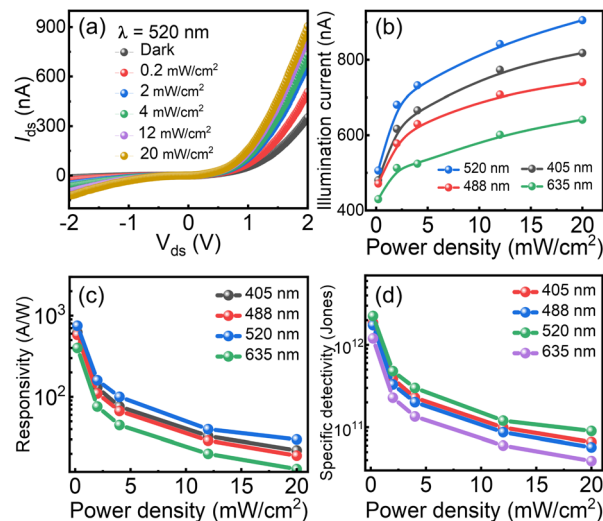 (a)
λ = 520 nm
Dark
0.2 mW/cm²
2 mW/cm²
4 mW/cm²
12 mW/cm²
20 mW/cm²
900
600
300
0
-2 -1 0 1 2
I_ds (nA)
V_ds (V)
(b)
800
600
400
0 5 10 15 20
520 nm 405 nm
488 nm 635 nm
Illumination current (nA)
Power density (mW/cm²)
(c)
405 nm
488 nm
520 nm
635 nm
10³
10²
0 5 10 15 20
Responsivity (A/W)
Power density (mW/cm²)
(d)
405 nm
488 nm
520 nm
635 nm
10¹²
10¹¹
0 5 10 15 20
Specific detectivity (Jones)
Power density (mW/cm²)